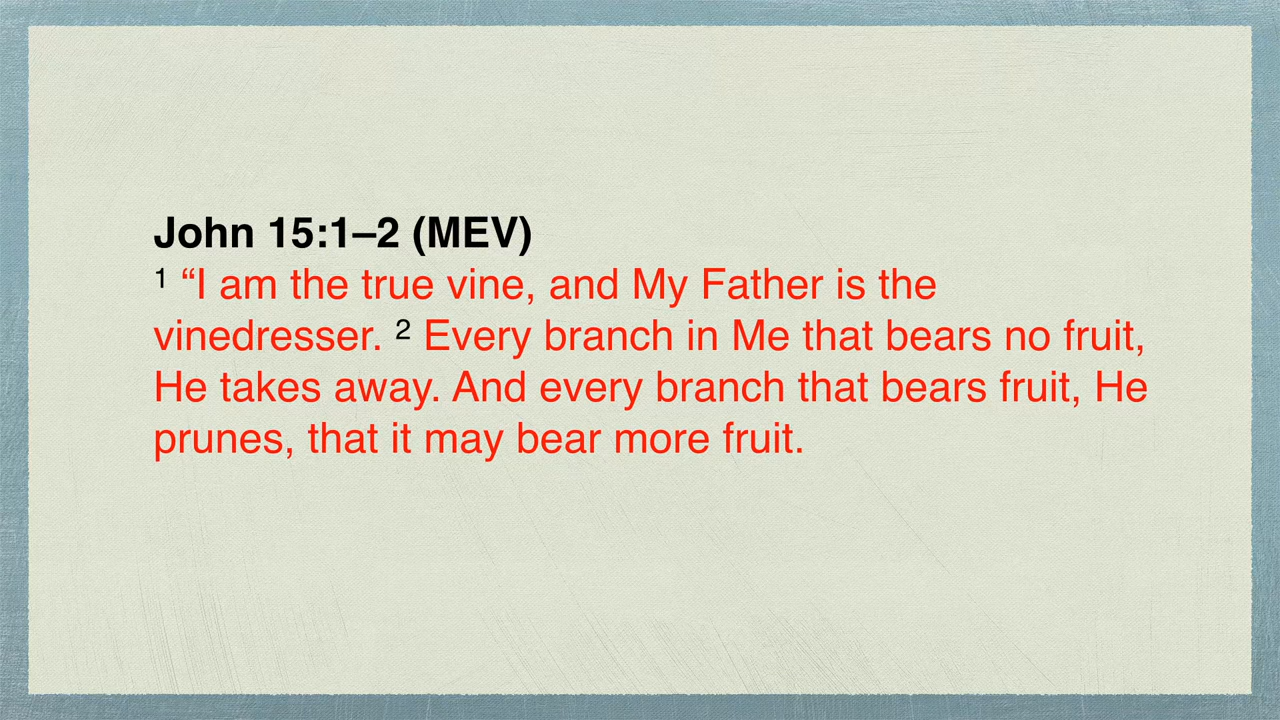 John 15:1–2 (MEV)
1 “I am the true vine, and My Father is the
vinedresser. 2 Every branch in Me that bears no fruit,
He takes away. And every branch that bears fruit, He
prunes, that it may bear more fruit.